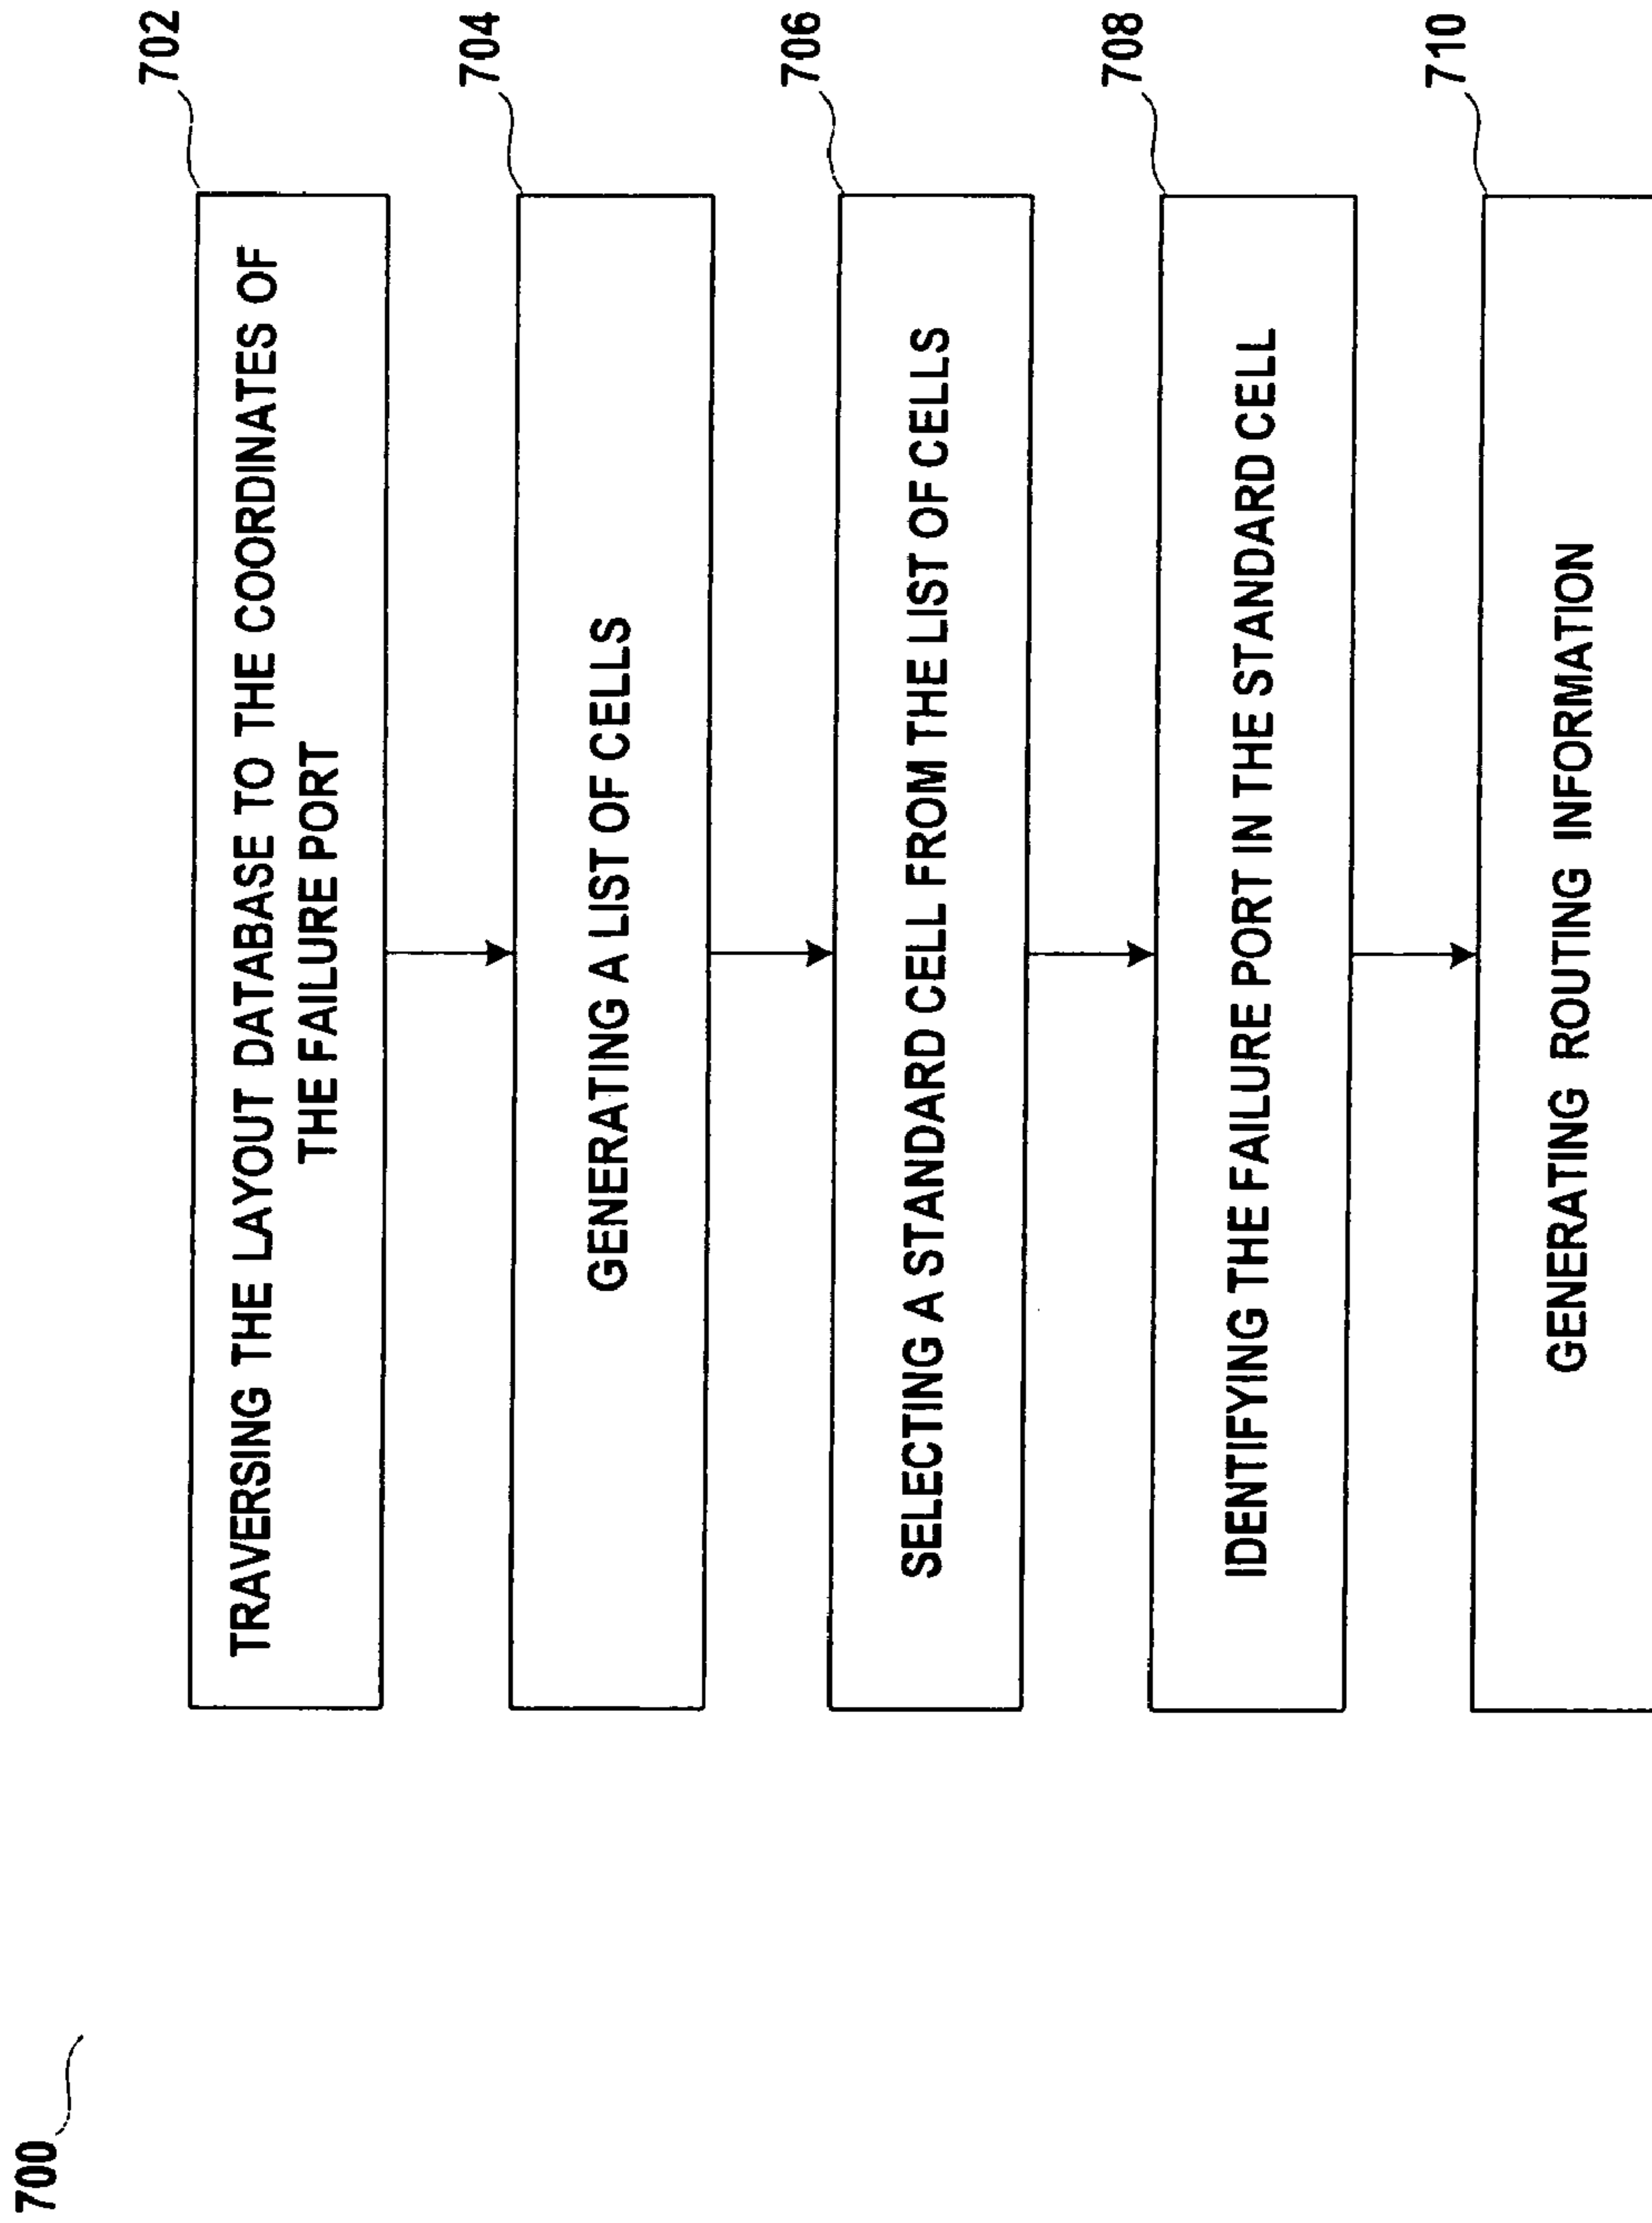 700
702
TRAVERSING THE LAYOUT DATABASE TO THE COORDINATES OF
THE FAILURE PORT
704
GENERATING A LIST OF CELLS
706
SELECTING A STANDARD CELL FROM THE LIST OF CELLS
708
IDENTIFYING THE FAILURE PORT IN THE STANDARD CELL
710
GENERATING ROUTING INFORMATION